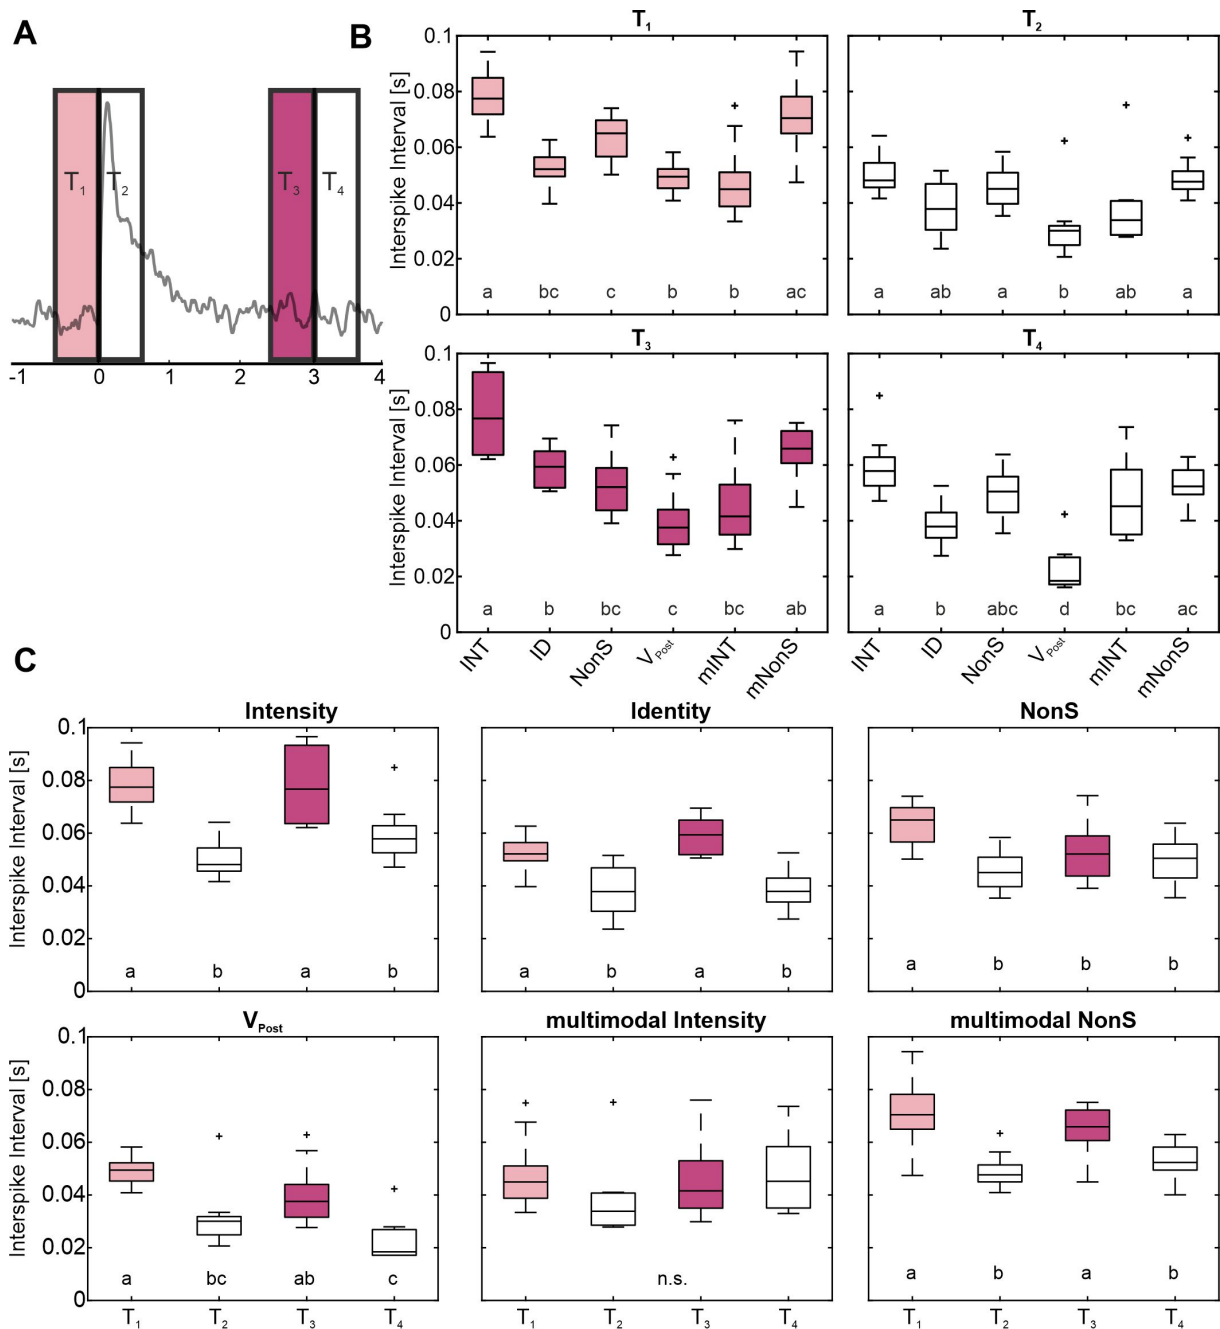 A
T1 T2 T3 T4
-1 0 1 2 3 4
B
T1 T2
Interspike Interval [s]
0.1
0.08
0.06
0.04
0.02
0
a bc c b b ac
a ab a b ab a
T3 T4
Interspike Interval [s]
0.1
0.08
0.06
0.04
0.02
0
a b bc c bc ab
a b abc d bc ac
INT ID NonS VPost mINT mNonS
INT ID NonS VPost mINT mNonS
C
Intensity Identity NonS
Interspike Interval [s]
0.1
0.08
0.06
0.04
0.02
0
a b a b
a b a b
a b b b
VPost multimodal Intensity multimodal NonS
Interspike Interval [s]
0.1
0.08
0.06
0.04
0.02
0
a bc ab c
n.s.
a b a b
T1 T2 T3 T4
T1 T2 T3 T4
T1 T2 T3 T4